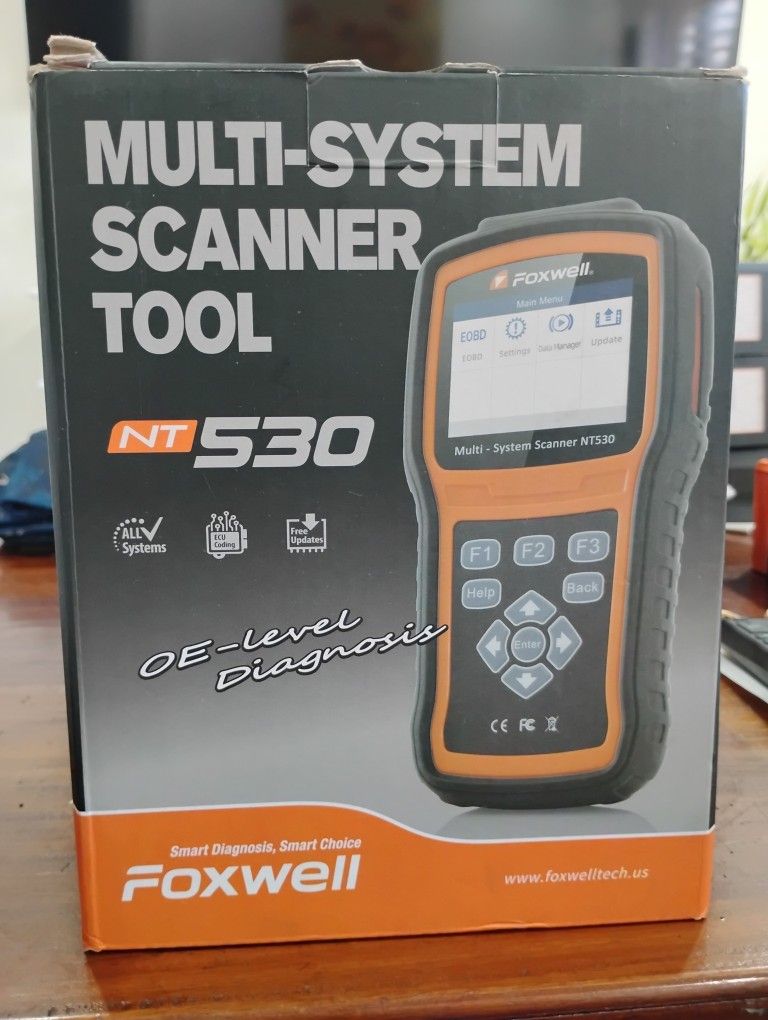 MULTI-SYSTEM
SCANNER
TOOL
NT 530
ALL Systems
ECU Coding
Free Updates
OE-level
Diagnosis
FOXWELL®
Main Menu
EOBD
EOBD
Settings
Data Manager
Update
Multi - System Scanner NT530
F1
F2
F3
Help
Back
Enter
CE FC
Smart Diagnosis, Smart Choice
FOXWELL
www.foxwelltech.us